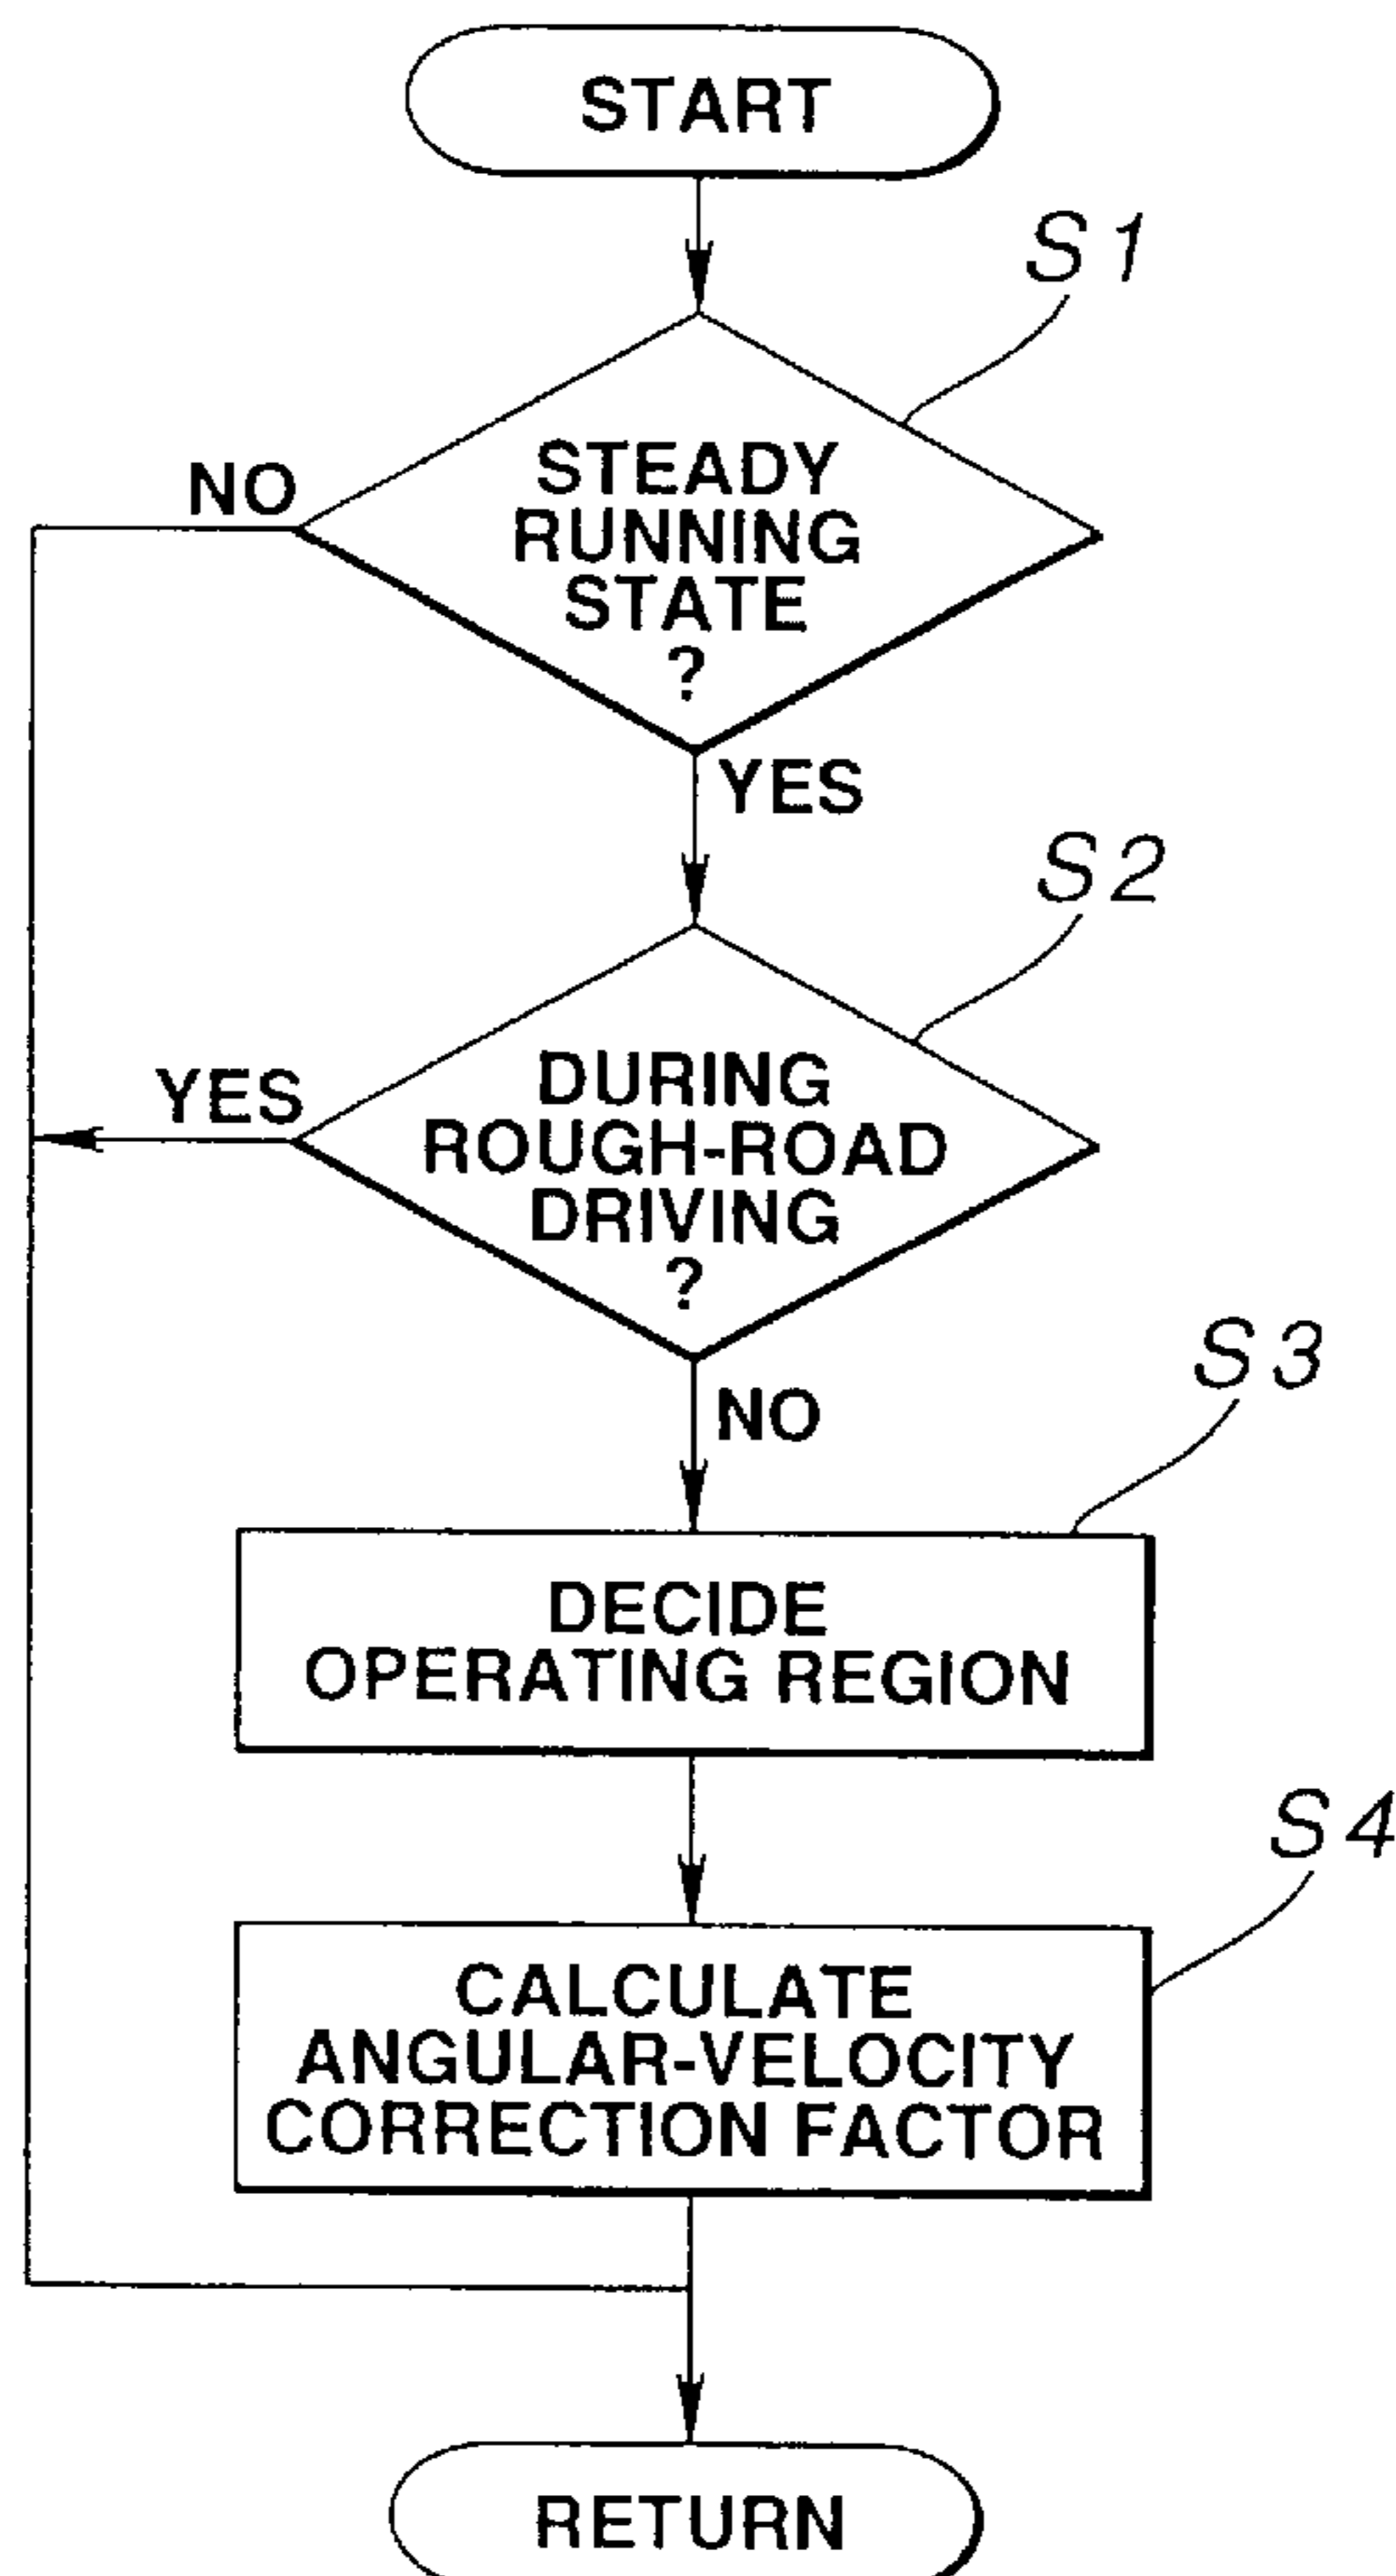 START
S1
NO
STEADY
RUNNING
STATE
?
YES
S2
YES
DURING
ROUGH-ROAD
DRIVING
?
NO
S3
DECIDE
OPERATING REGION
S4
CALCULATE
ANGULAR-VELOCITY
CORRECTION FACTOR
RETURN